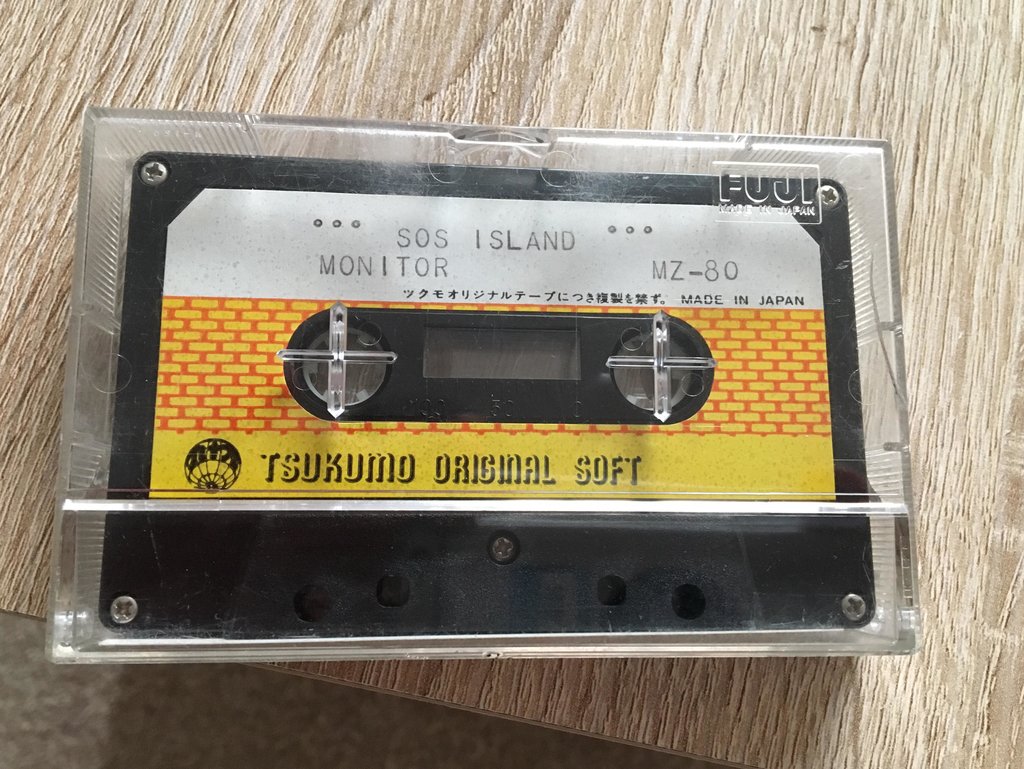 FUJI
MADE IN JAPAN
SOS ISLAND
MONITOR MZ-80
ツクモオリジナルテープにつき複製を禁ず。 MADE IN JAPAN
100 50 0
TSUKUMO ORIGINAL SOFT